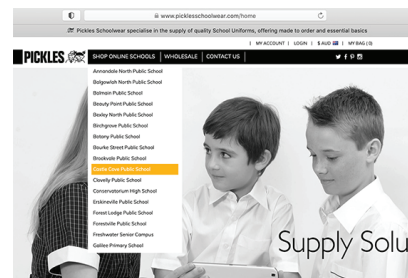 www.picklesschoolwear.com/home
Pickles Schoolwear specialise in the supply of quality School Uniforms, offering made to order and essential basics
| MY ACCOUNT | LOGIN | $ AUD | MY BAG (0)
PICKLES
SHOP ONLINE SCHOOLS | WHOLESALE | CONTACT US |
Annandale North Public School
Balgowlah North Public School
Balmain Public School
Beauty Point Public School
Bexley North Public School
Birchgrove Public School
Botany Public School
Bourke Street Public School
Brookvale Public School
Castle Cove Public School
Clovelly Public School
Conservatorium High School
Erskineville Public School
Forest Lodge Public School
Forestville Public School
Freshwater Senior Campus
Galilee Primary School
Supply Solu